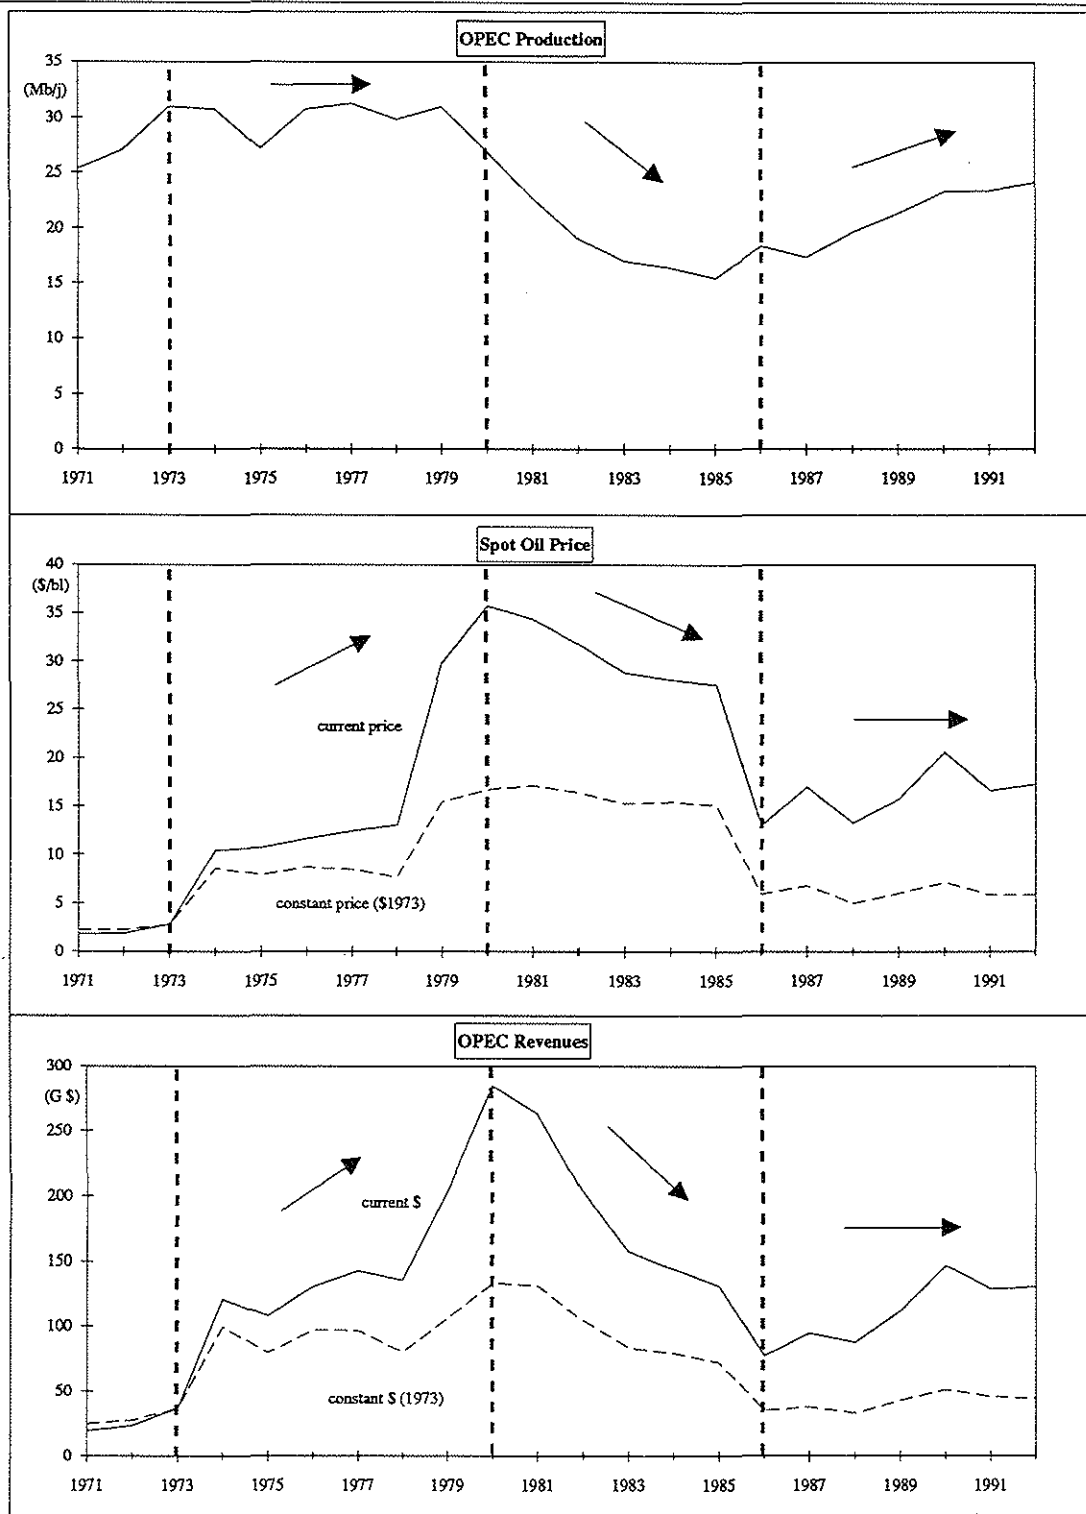 OPEC Production
35
(Mb/j)
30
25
20
15
10
5
0
1971 1973 1975 1977 1979 1981 1983 1985 1987 1989 1991
Spot Oil Price
40
($/bl)
35
30
25
current price
20
15
10
5
constant price ($1973)
0
1971 1973 1975 1977 1979 1981 1983 1985 1987 1989 1991
OPEC Revenues
300
(G $)
250
200
current $
150
100
50
constant $ (1973)
0
1971 1973 1975 1977 1979 1981 1983 1985 1987 1989 1991